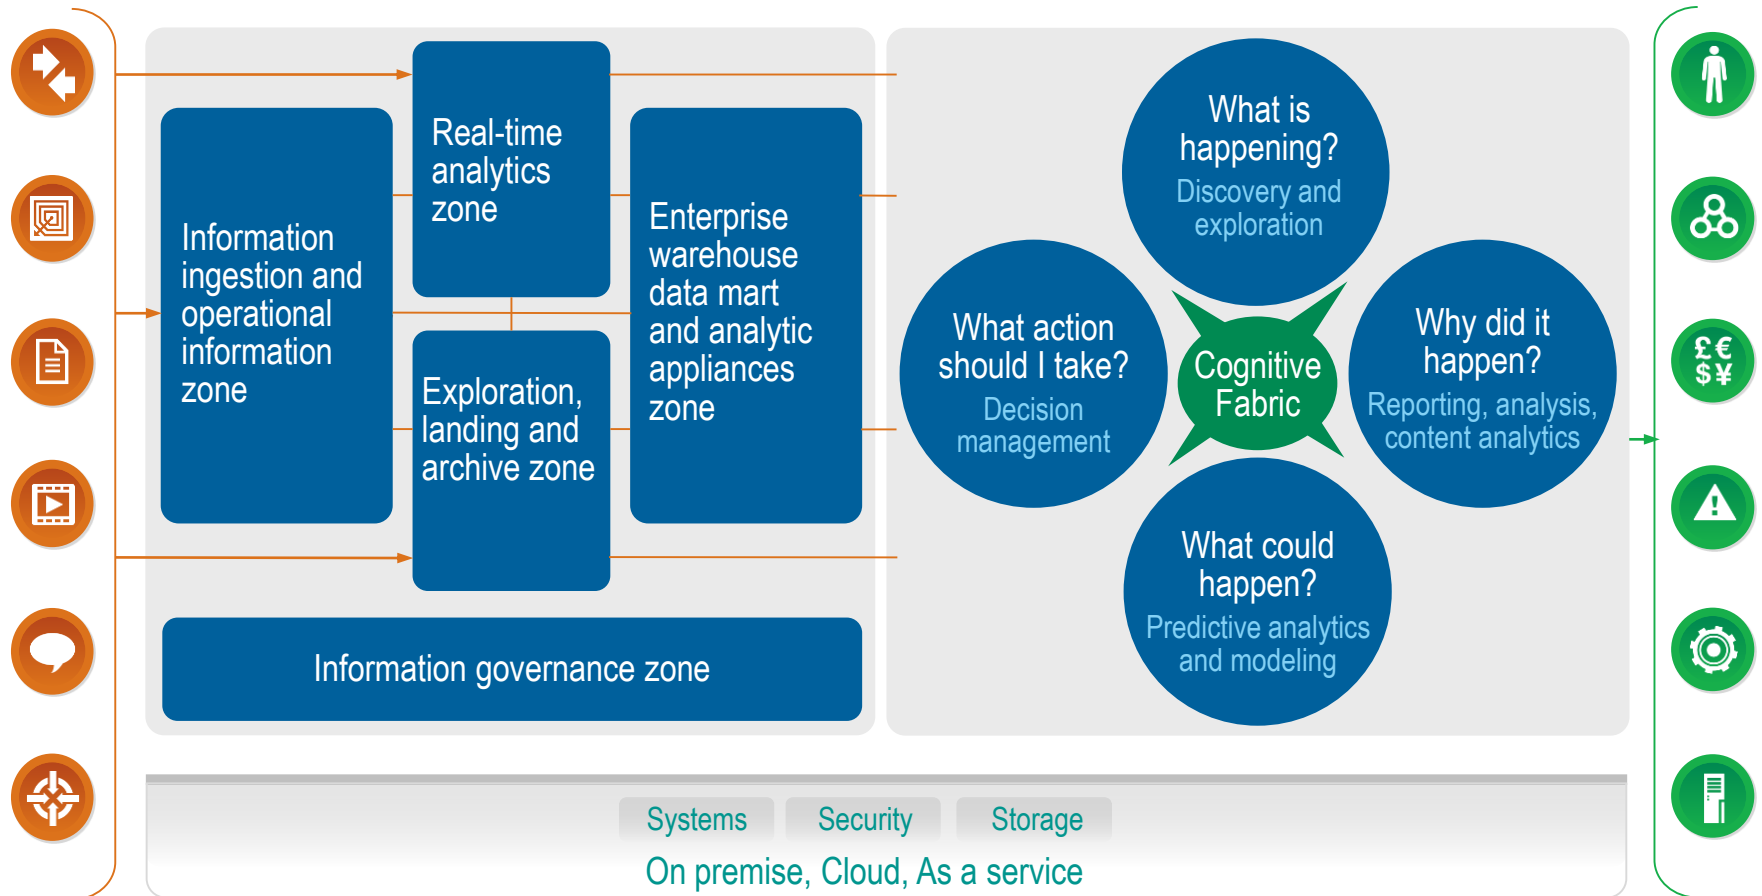 Real-time
analytics
zone
Information
ingestion and
operational
information
zone
Enterprise
warehouse
data mart
and analytic
appliances
zone
Exploration,
landing and
archive zone
Information governance zone
What is
happening?
Discovery and
exploration
What action
should I take?
Decision
management
Cognitive
Fabric
Why did it
happen?
Reporting, analysis,
content analytics
What could
happen?
Predictive analytics
and modeling
£€
$¥
Systems
Security
Storage
On premise, Cloud, As a service